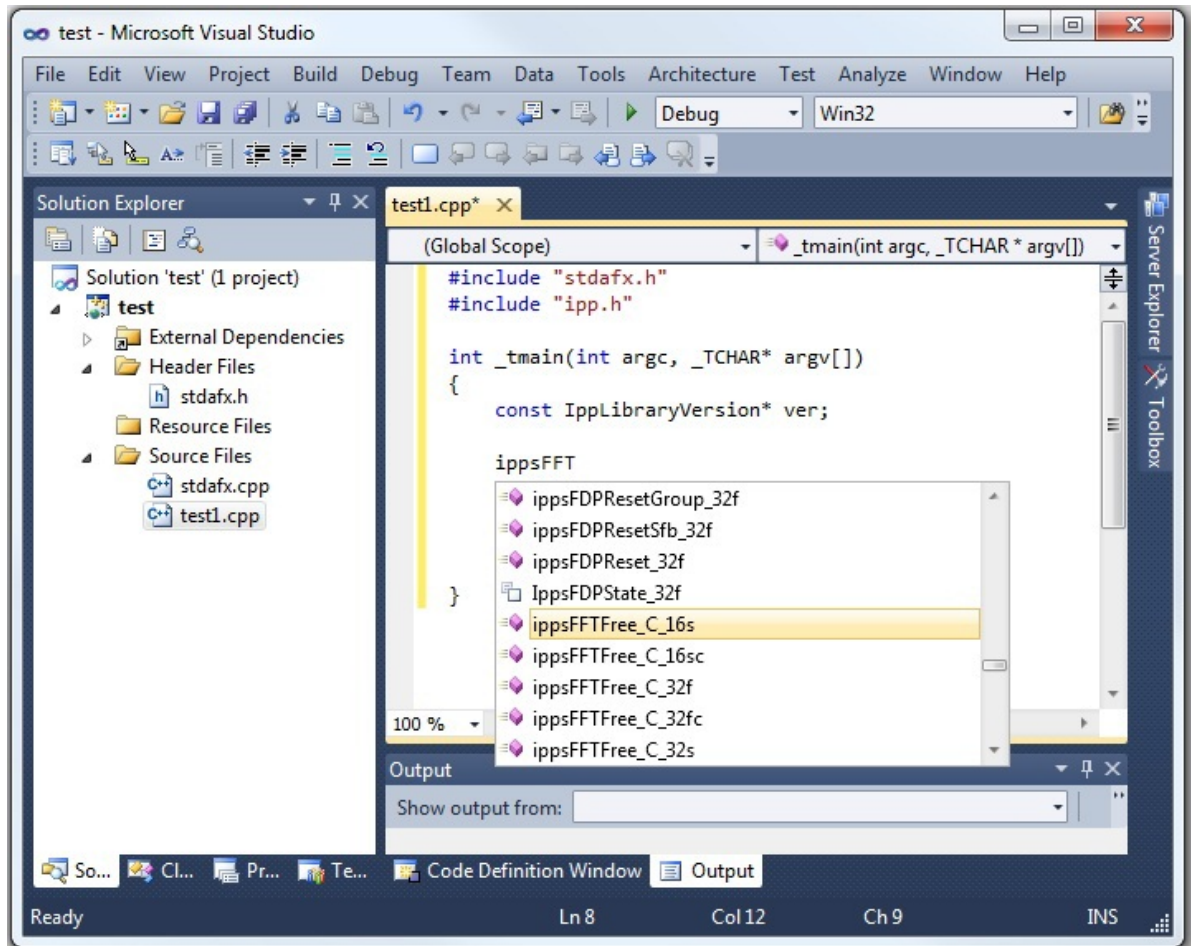 test - Microsoft Visual Studio
File Edit View Project Build Debug Team Data Tools Architecture Test Analyze Window Help
Debug Win32
Solution Explorer
Solution 'test' (1 project)
test
External Dependencies
Header Files
stdafx.h
Resource Files
Source Files
stdafx.cpp
test1.cpp
test1.cpp*
(Global Scope) _tmain(int argc, _TCHAR * argv[])
#include "stdafx.h"
#include "ipp.h"
int _tmain(int argc, _TCHAR* argv[])
{
const IppLibraryVersion* ver;
ippsFFT
ippsFDPResetGroup_32f
ippsFDPResetSfb_32f
ippsFDPReset_32f
IppsFDPState_32f
}
ippsFFTFree_C_16s
ippsFFTFree_C_16sc
ippsFFTFree_C_32f
ippsFFTFree_C_32fc
ippsFFTFree_C_32s
100 %
Server Explorer
Toolbox
Output
Show output from:
So... Cl... Pr... Te...
Code Definition Window Output
Ready Ln 8 Col 12 Ch 9 INS